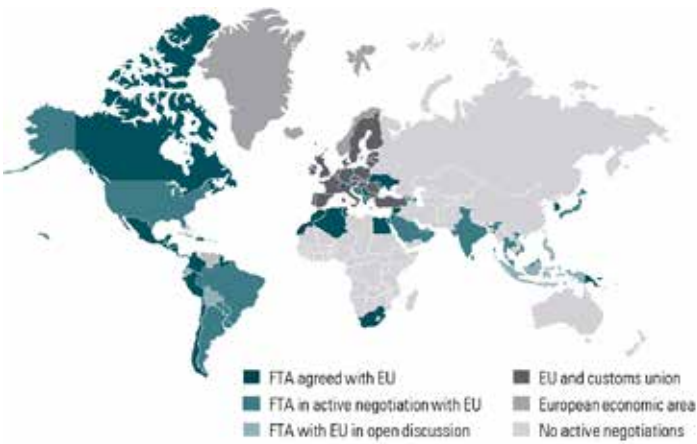 FTA agreed with EU
FTA in active negotiation with EU
FTA with EU in open discussion
EU and customs union
European economic area
No active negotiations